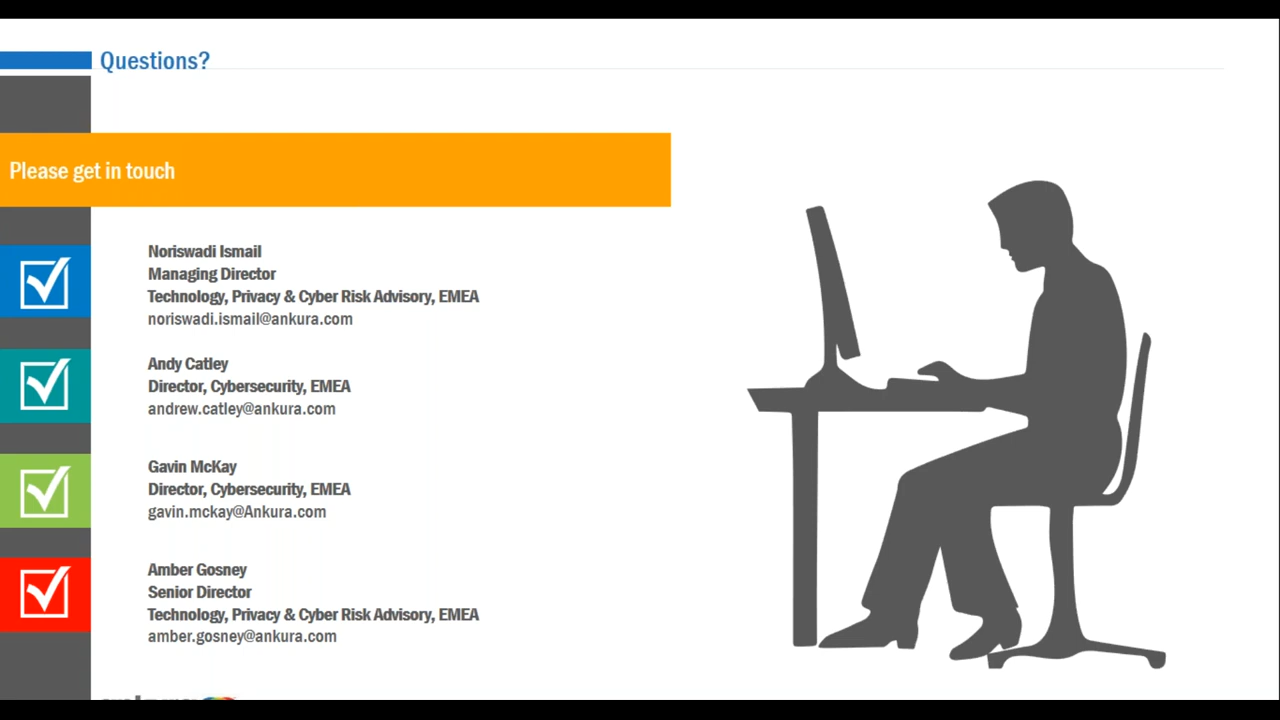 Questions?
Please get in touch
Noriswadi Ismail
Managing Director
Technology, Privacy & Cyber Risk Advisory, EMEA
noriswadi.ismail@ankura.com
Andy Catley
Director, Cybersecurity, EMEA
andrew.catley@ankura.com
Gavin McKay
Director, Cybersecurity, EMEA
gavin.mckay@Ankura.com
Amber Gosney
Senior Director
Technology, Privacy & Cyber Risk Advisory, EMEA
amber.gosney@ankura.com